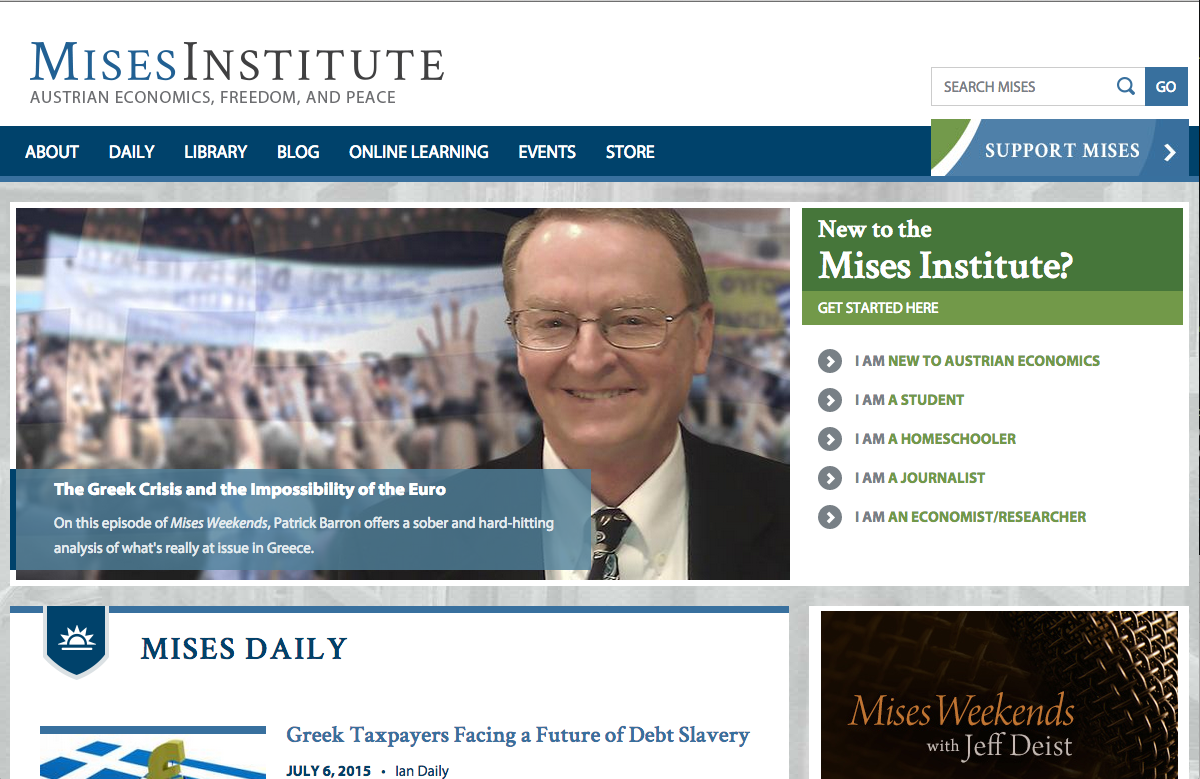 MISESINSTITUTE
AUSTRIAN ECONOMICS, FREEDOM, AND PEACE
SEARCH MISES
GO
ABOUT
DAILY
LIBRARY
BLOG
ONLINE LEARNING
EVENTS
STORE
SUPPORT MISES
The Greek Crisis and the Impossibility of the Euro
On this episode of Mises Weekends, Patrick Barron offers a sober and hard-hitting
analysis of what's really at issue in Greece.
New to the
Mises Institute?
GET STARTED HERE
I AM NEW TO AUSTRIAN ECONOMICS
I AM A STUDENT
I AM A HOMESCHOOLER
I AM A JOURNALIST
I AM AN ECONOMIST/RESEARCHER
MISES DAILY
Greek Taxpayers Facing a Future of Debt Slavery
JULY 6, 2015 • Ian Daily
Mises Weekends
with Jeff Deist